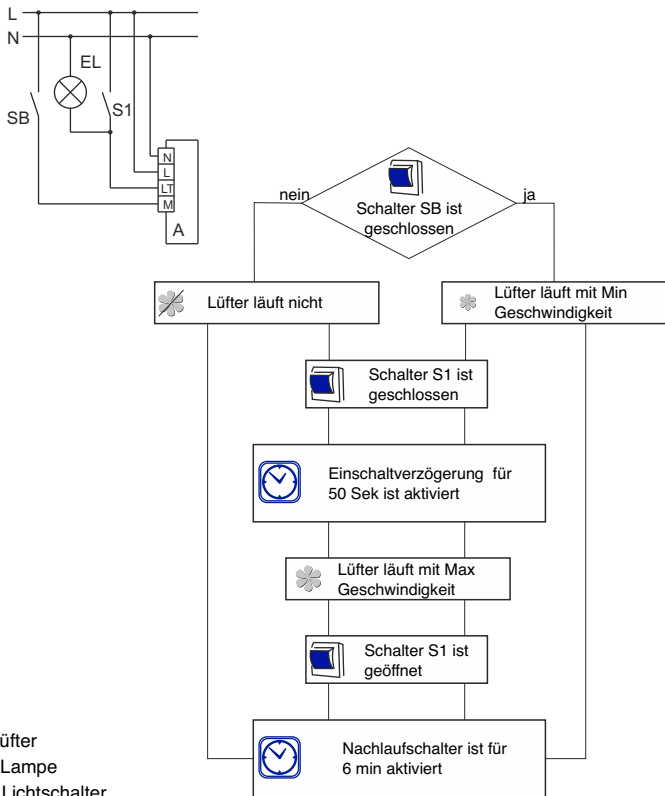 L
N
EL
SB
S1
N
L
LT
M
A
nein
ja
Schalter SB ist
geschlossen
Lüfter läuft nicht
Lüfter läuft mit Min
Geschwindigkeit
Schalter S1 ist
geschlossen
Einschaltverzögerung für
50 Sek ist aktiviert
Lüfter läuft mit Max
Geschwindigkeit
Schalter S1 ist
geöffnet
Nachlaufschalter ist für
6 min aktiviert
üfter
Lampe
Lichtschalter